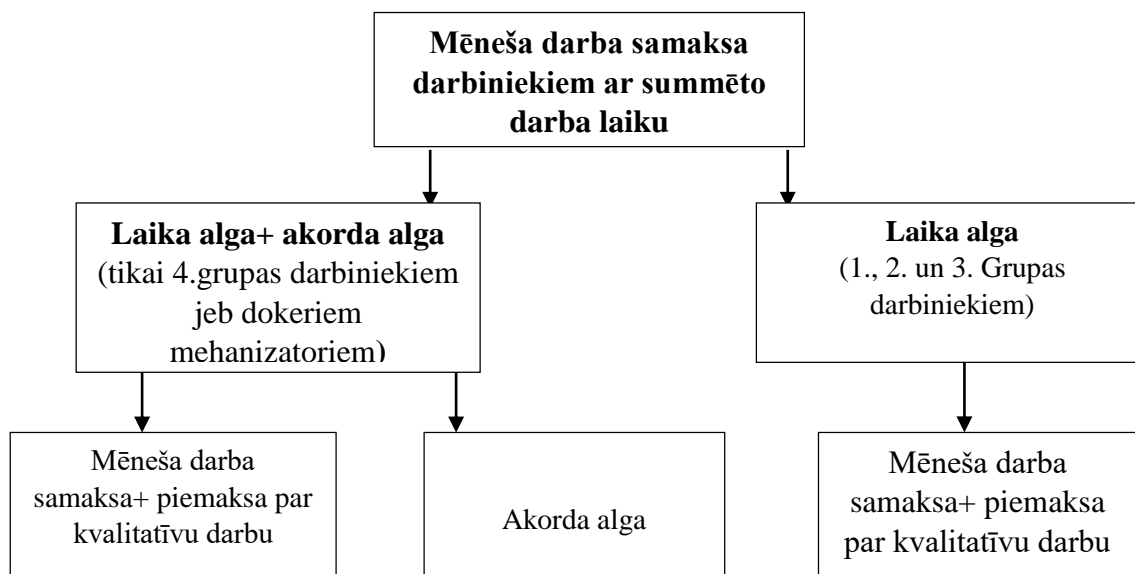 Mēneša darba samaksa
darbiniekiem ar summēto
darba laiku
Laika alga+ akorda alga
(tikai 4.grupas darbiniekiem
jeb dokeriem
mehanizatoriem)
Laika alga
(1., 2. un 3. Grupas
darbiniekiem)
Mēneša darba
samaksa+ piemaksa par
kvalitatīvu darbu
Akorda alga
Mēneša darba
samaksa+ piemaksa
par kvalitatīvu darbu